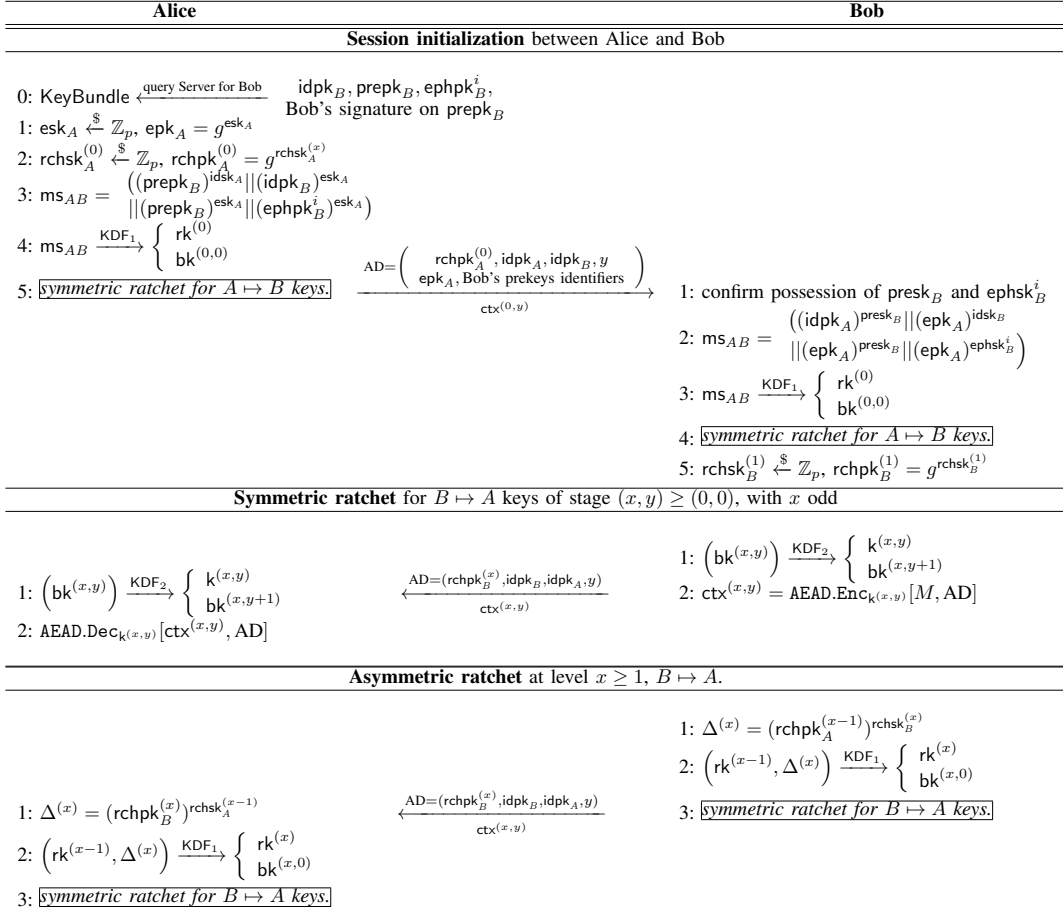 Alice Bob
Session initialization between Alice and Bob
0: KeyBundle ⟵ query Server for Bob idpk_B, prepk_B, ephpk_B^i,
Bob's signature on prepk_B
1: esk_A ←$ ℤ_p, epk_A = g^{esk_A}
2: rchsk_A^{(0)} ←$ ℤ_p, rchpk_A^{(0)} = g^{rchsk_A^{(x)}}
3: ms_{AB} = ((prepk_B)^{idsk_A}||(idpk_B)^{esk_A}
||(prepk_B)^{esk_A}||(ephpk_B^i)^{esk_A})
4: ms_{AB} —KDF_1→ { rk^{(0)}
bk^{(0,0)}
5: symmetric ratchet for A ↦ B keys.
AD=( rchpk_A^{(0)}, idpk_A, idpk_B, y
epk_A, Bob's prekeys identifiers )
ctx^{(0,y)}
1: confirm possession of presk_B and ephsk_B^i
2: ms_{AB} = ((idpk_A)^{presk_B}||(epk_A)^{idsk_B}
||(epk_A)^{presk_B}||(epk_A)^{ephsk_B^i})
3: ms_{AB} —KDF_1→ { rk^{(0)}
bk^{(0,0)}
4: symmetric ratchet for A ↦ B keys.
5: rchsk_B^{(1)} ←$ ℤ_p, rchpk_B^{(1)} = g^{rchsk_B^{(1)}}
Symmetric ratchet for B ↦ A keys of stage (x, y) ≥ (0, 0), with x odd
1: (bk^{(x,y)}) —KDF_2→ { k^{(x,y)}
bk^{(x,y+1)}
2: ctx^{(x,y)} = AEAD.Enc_{k^{(x,y)}}[M, AD]
AD=(rchpk_B^{(x)},idpk_B,idpk_A,y)
ctx^{(x,y)}
1: (bk^{(x,y)}) —KDF_2→ { k^{(x,y)}
bk^{(x,y+1)}
2: AEAD.Dec_{k^{(x,y)}}[ctx^{(x,y)}, AD]
Asymmetric ratchet at level x ≥ 1, B ↦ A.
1: Δ^{(x)} = (rchpk_A^{(x−1)})^{rchsk_B^{(x)}}
2: (rk^{(x−1)}, Δ^{(x)}) —KDF_1→ { rk^{(x)}
bk^{(x,0)}
3: symmetric ratchet for B ↦ A keys.
AD=(rchpk_B^{(x)},idpk_B,idpk_A,y)
ctx^{(x,y)}
1: Δ^{(x)} = (rchpk_B^{(x)})^{rchsk_A^{(x−1)}}
2: (rk^{(x−1)}, Δ^{(x)}) —KDF_1→ { rk^{(x)}
bk^{(x,0)}
3: symmetric ratchet for B ↦ A keys.